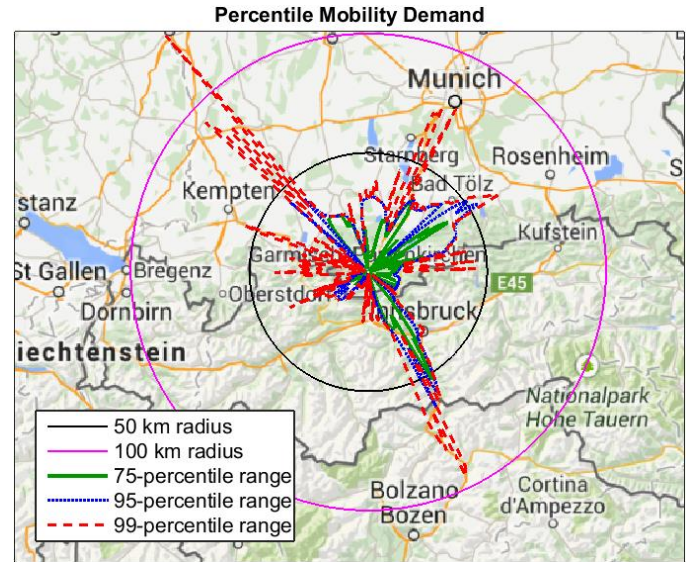 Percentile Mobility Demand
Munich
Starnberg
Rosenheim
Bad Tölz
Kempten
stanz
Kufstein
Garmisch
kirchen
St Gallen
Bregenz
E45
Oberstdorf
Dornbirn
nnsbruck
iechtenstein
Nationalpark
Hohe Tauern
50 km radius
100 km radius
75-percentile range
95-percentile range
99-percentile range
Bolzano
Bozen
Cortina
d'Ampezzo